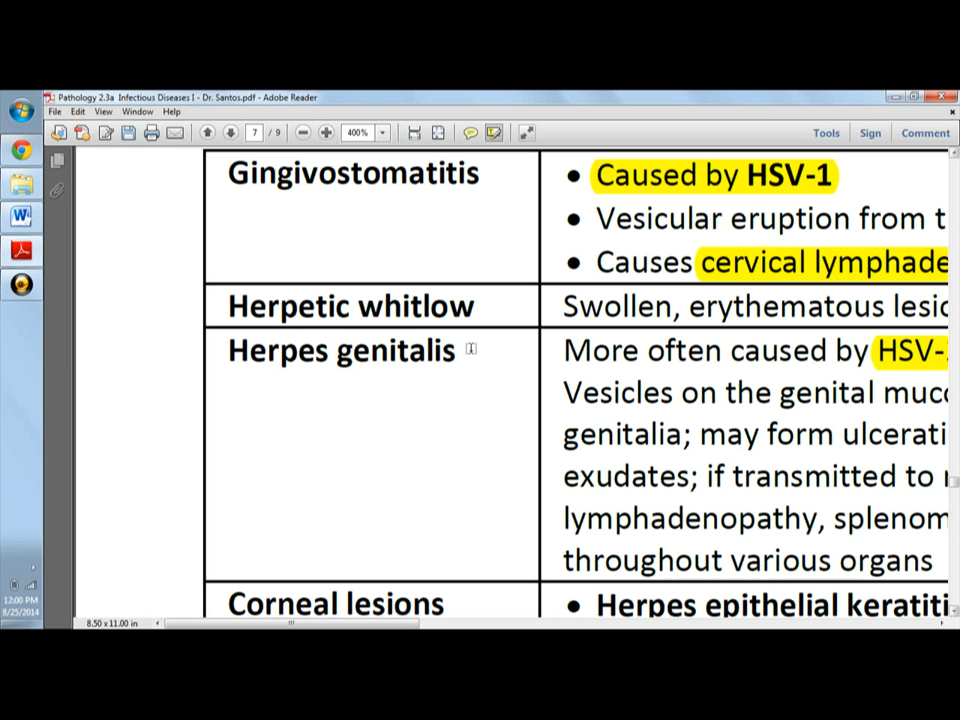 Pathology 2.3a Infectious Diseases I - Dr. Santos.pdf - Adobe Reader
File Edit View Window Help
7 / 9 400% Tools Sign Comment
Gingivostomatitis
• Caused by HSV-1
• Vesicular eruption from t
• Causes cervical lymphade
Herpetic whitlow
Swollen, erythematous lesio
Herpes genitalis
More often caused by HSV-
Vesicles on the genital muco
genitalia; may form ulcerati
exudates; if transmitted to
lymphadenopathy, splenom
throughout various organs
Corneal lesions
• Herpes epithelial keratiti
12:00 PM
8/25/2014
8.50 x 11.00 in